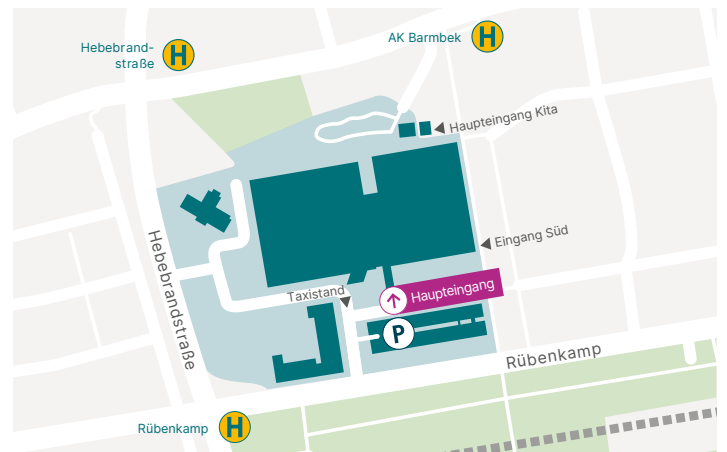 Hebebrand-
straße
H
AK Barmbek
H
Haupteingang Kita
Eingang Süd
Hebebrandstraße
Taxistand
Haupteingang
P
Rübenkamp
Rübenkamp
H